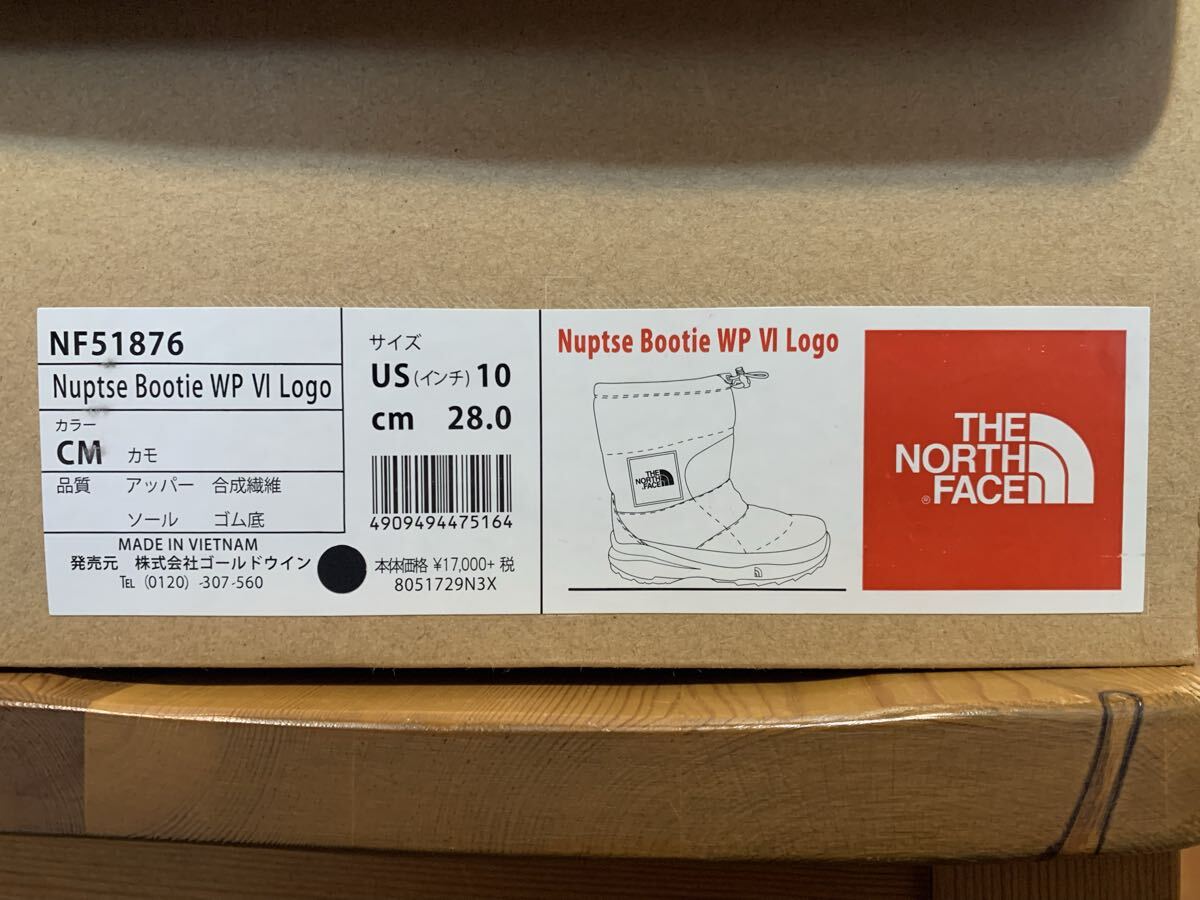 NF51876
Nuptse Bootie WP VI Logo
カラー
CM カモ
品質 アッパー 合成繊維
ソール ゴム底
MADE IN VIETNAM
発売元 株式会社ゴールドウイン
TEL (0120) -307-560
サイズ
US (インチ) 10
cm 28.0
4909494475164
本体価格 ¥17,000+ 税
8051729N3X
Nuptse Bootie WP VI Logo
THE
NORTH
FACE
THE
NORTH
FACE®